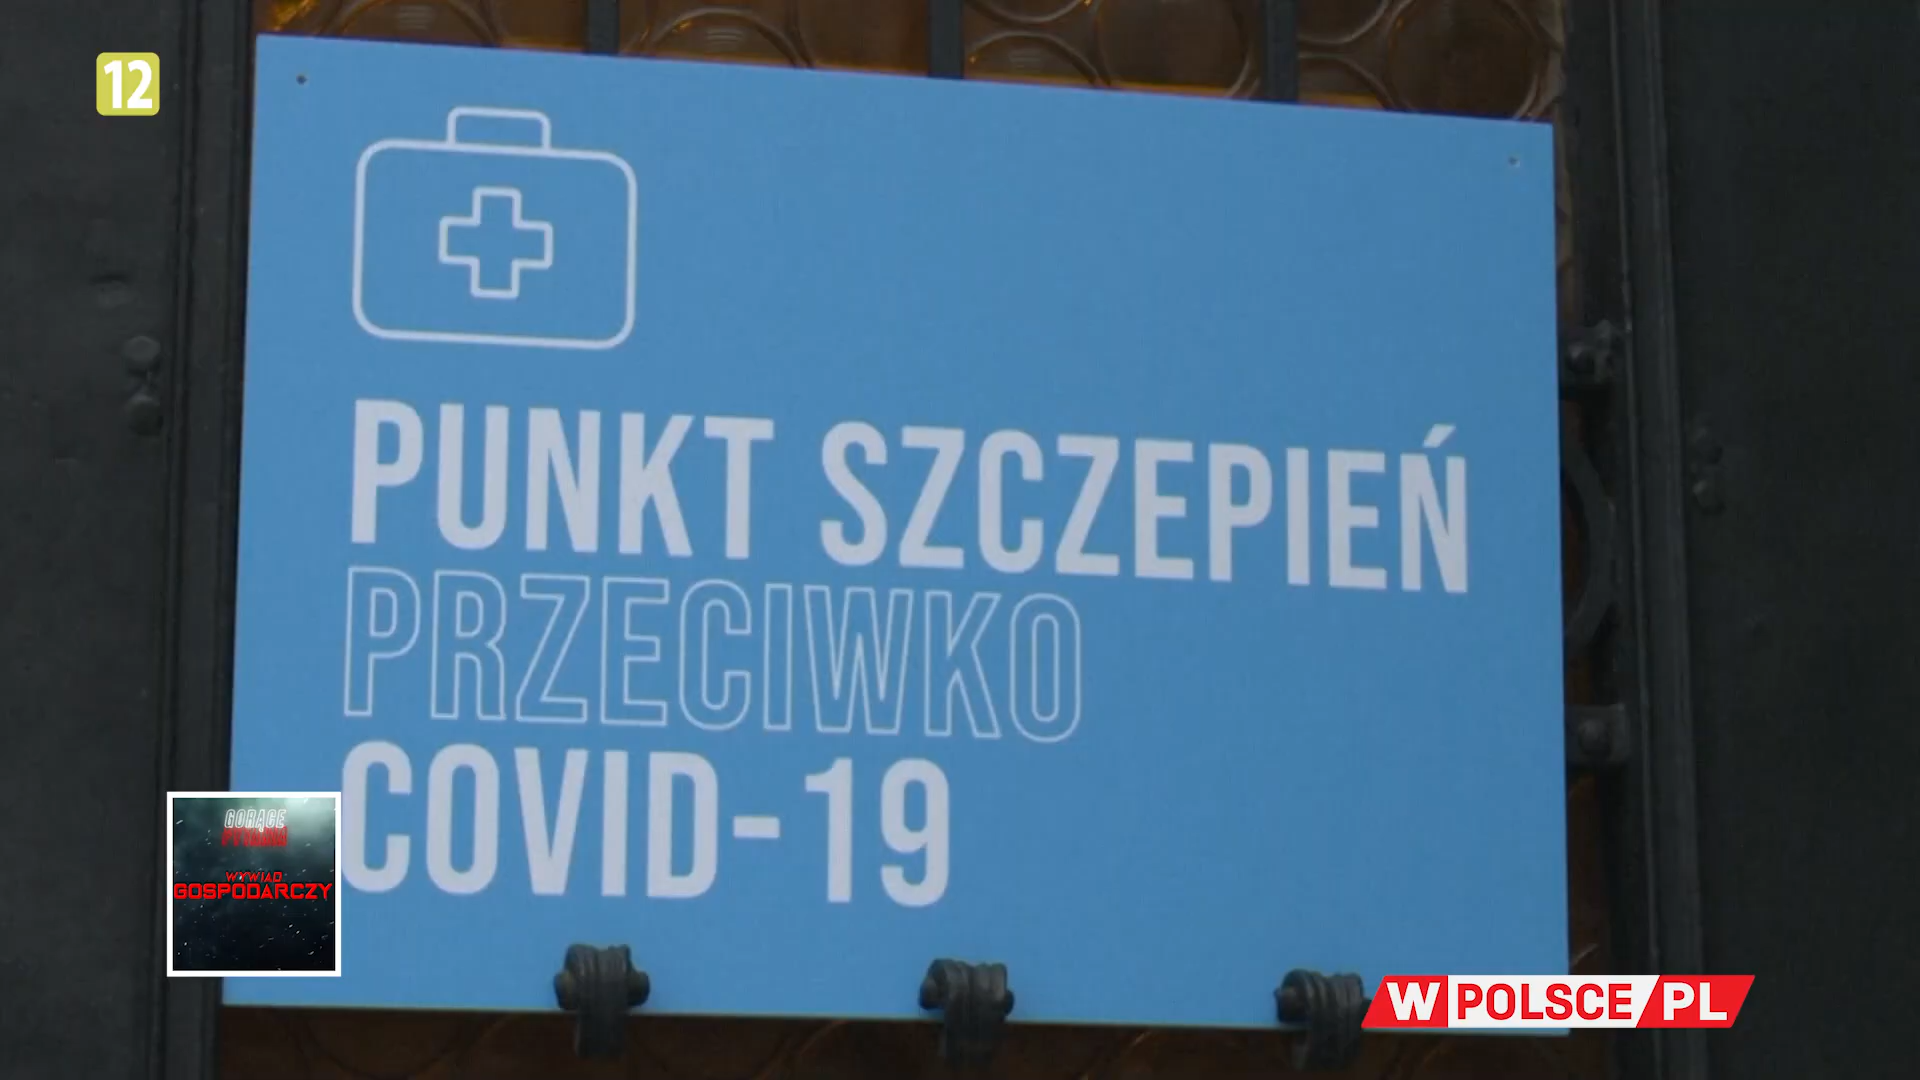 12
PUNKT SZCZEPIEŃ
PRZECIWKO
COVID-19
GORĄCE
PYTANIA
WYWIAD
GOSPODARCZY
WPOLSCE/PL